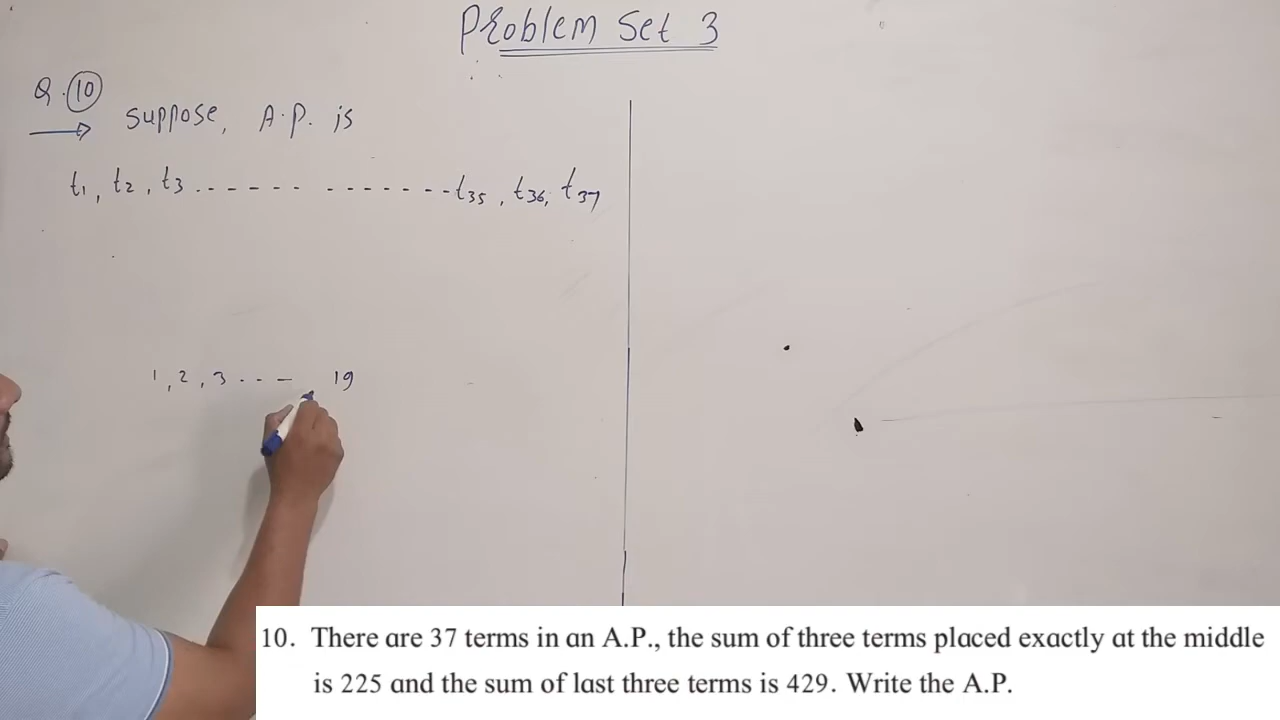 Problem Set 3
Q.10
Suppose, A.P. is
t1, t2, t3 ------ -------t35, t36, t37
1, 2, 3 --- 19
10. There are 37 terms in an A.P., the sum of three terms placed exactly at the middle
is 225 and the sum of last three terms is 429. Write the A.P.